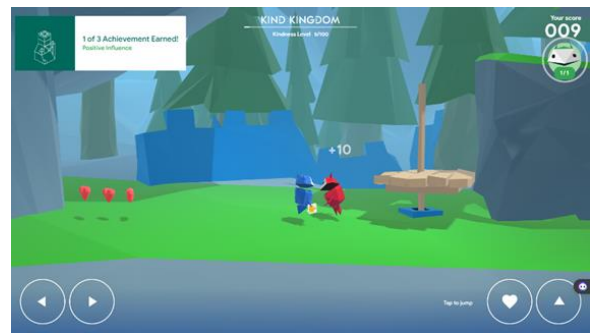 1 of 3 Achievement Earned!
Positive Influence
KIND KINGDOM
Kindness Level
/100
Your score
009
1/1
+10
Tap to jump